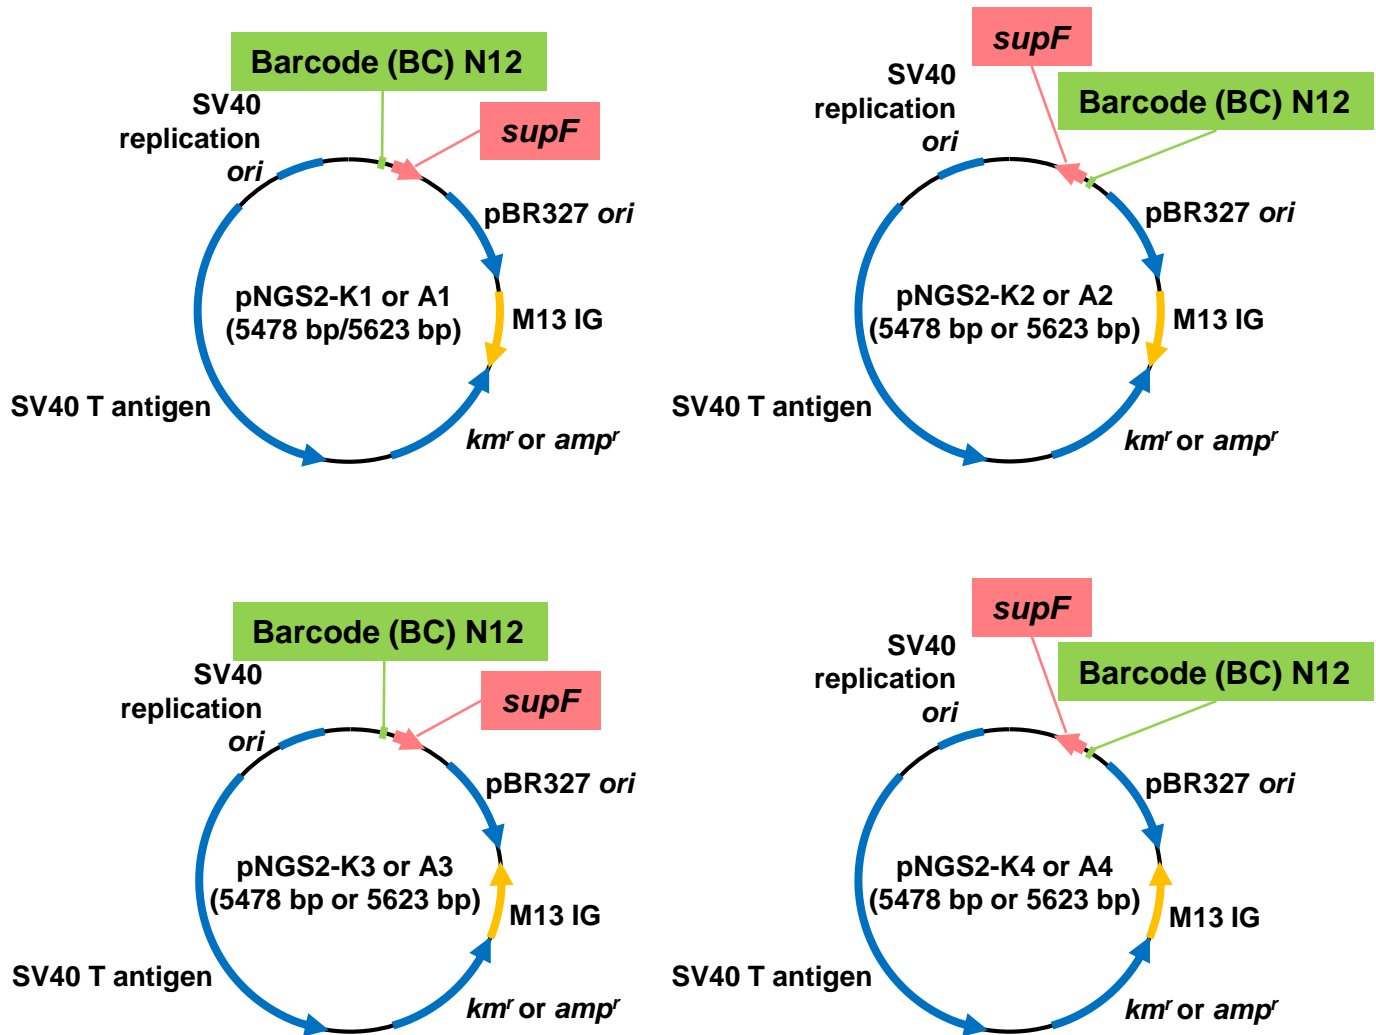 Barcode (BC) N12
SV40
replication
ori
supF
pBR327 ori
pNGS2-K1 or A1
(5478 bp/5623 bp)
M13 IG
SV40 T antigen
kmʳ or ampʳ
supF
SV40
replication
ori
Barcode (BC) N12
pBR327 ori
pNGS2-K2 or A2
(5478 bp or 5623 bp)
M13 IG
SV40 T antigen
kmʳ or ampʳ
Barcode (BC) N12
SV40
replication
ori
supF
pBR327 ori
pNGS2-K3 or A3
(5478 bp or 5623 bp)
M13 IG
SV40 T antigen
kmʳ or ampʳ
supF
SV40
replication
ori
Barcode (BC) N12
pBR327 ori
pNGS2-K4 or A4
(5478 bp or 5623 bp)
M13 IG
SV40 T antigen
kmʳ or ampʳ